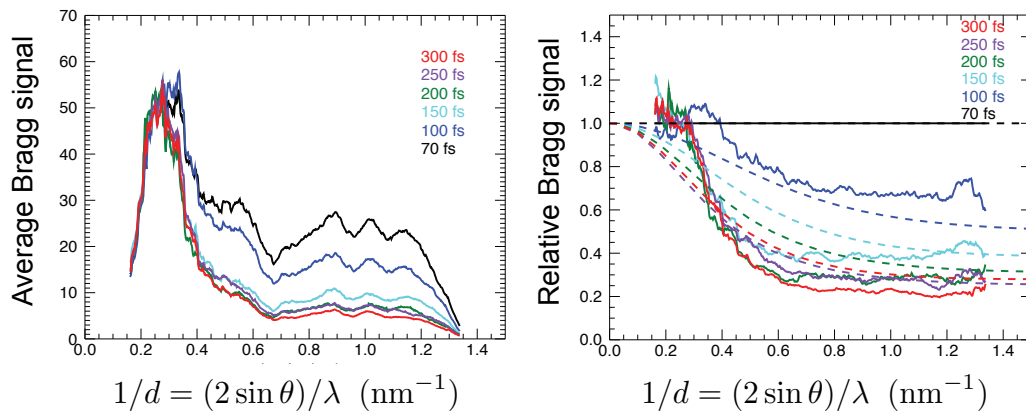 Average Bragg signal
60
50
40
30
20
10
0
0.0 0.2 0.4 0.6 0.8 1.0 1.2 1.4
300 fs
250 fs
200 fs
150 fs
100 fs
70 fs
1/d = (2 sin θ)/λ (nm⁻¹)
Relative Bragg signal
1.4
1.2
1.0
0.8
0.6
0.4
0.2
0.0
0.0 0.2 0.4 0.6 0.8 1.0 1.2 1.4
300 fs
250 fs
200 fs
150 fs
100 fs
70 fs
1/d = (2 sin θ)/λ (nm⁻¹)